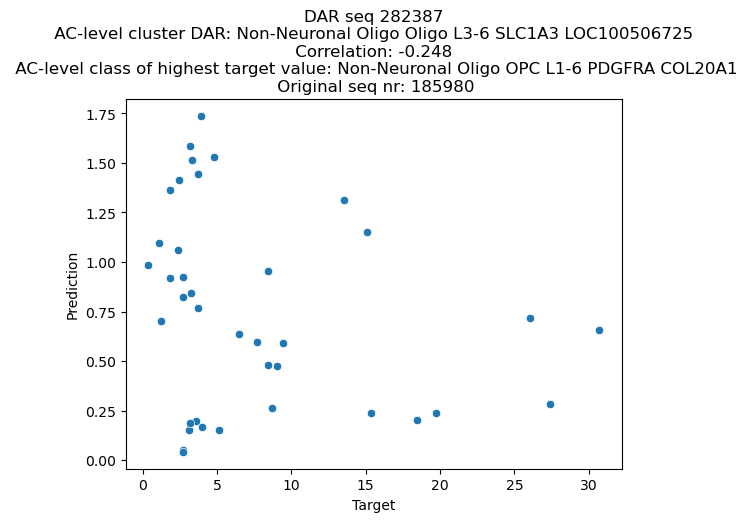 DAR seq 282387
AC-level cluster DAR: Non-Neuronal Oligo Oligo L3-6 SLC1A3 LOC100506725
Correlation: -0.248
AC-level class of highest target value: Non-Neuronal Oligo OPC L1-6 PDGFRA COL20A1
Original seq nr: 185980
1.75
1.50
1.25
1.00
0.75
0.50
0.25
0.00
Prediction
0 5 10 15 20 25 30
Target